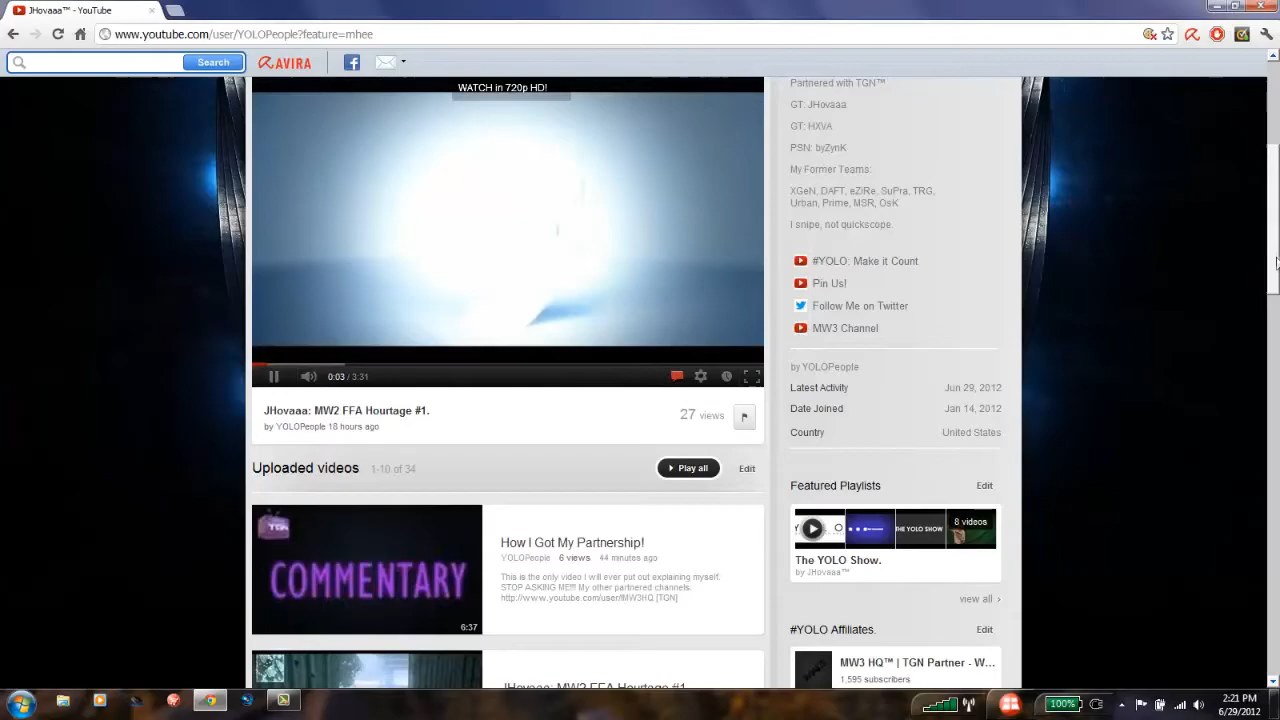 JHovaaa™ - YouTube
www.youtube.com/user/YOLOPeople?feature=mhee
Search
AVIRA
WATCH in 720p HD!
0:03 / 3:31
JHovaaa: MW2 FFA Hourtage #1.
by YOLOPeople 18 hours ago
27 views
Uploaded videos 1-10 of 34
Play all
Edit
TGN
COMMENTARY
6:37
How I Got My Partnership!
YOLOPeople 6 views 44 minutes ago
This is the only video I will ever put out explaining myself.
STOP ASKING ME!!! My other partnered channels.
http://www.youtube.com/user/IMW3HQ [TGN]
JHovaaa: MW2 FFA Hourtage #1
Partnered with TGN™
GT: JHovaaa
GT: HXVA
PSN: byZynK
My Former Teams:
XGeN, DAFT, eZIRe, SuPra, TRG,
Urban, Prime, MSR, OsK
I snipe, not quickscope.
#YOLO: Make it Count
Pin Us!
Follow Me on Twitter
MW3 Channel
by YOLOPeople
Latest Activity Jun 29, 2012
Date Joined Jan 14, 2012
Country United States
Featured Playlists Edit
THE YOLO SHOW
8 videos
The YOLO Show.
by JHovaaa™
view all ›
#YOLO Affiliates. Edit
MW3 HQ™ | TGN Partner - W...
1,595 subscribers
100%
2:21 PM
6/29/2012